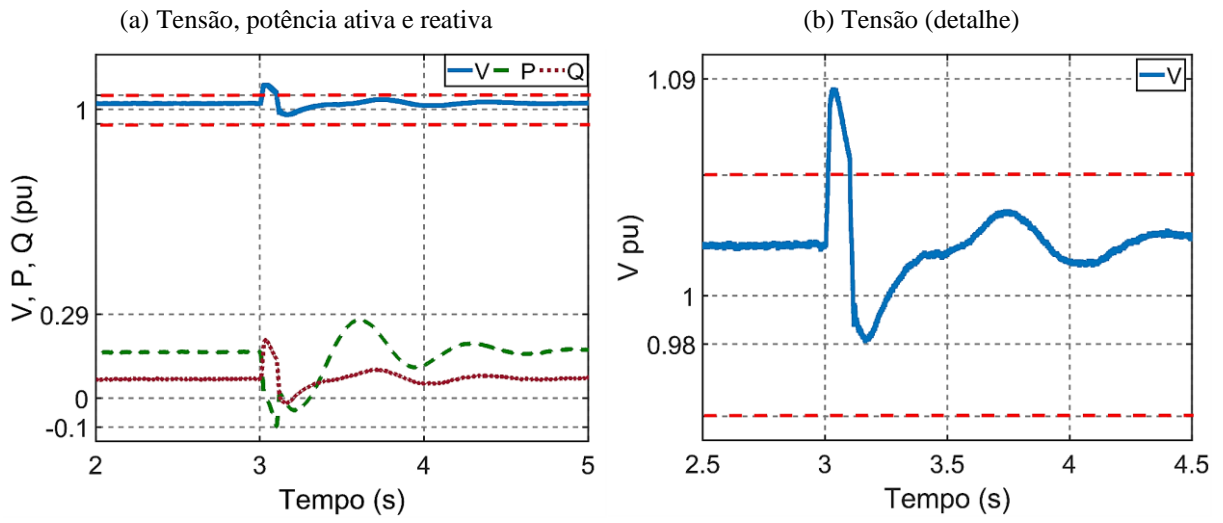 (a) Tensão, potência ativa e reativa
V P Q
V, P, Q (pu)
1
0.29
0
-0.1
2 3 4 5
Tempo (s)
(b) Tensão (detalhe)
V
V pu
1.09
1
0.98
2.5 3 3.5 4 4.5
Tempo (s)